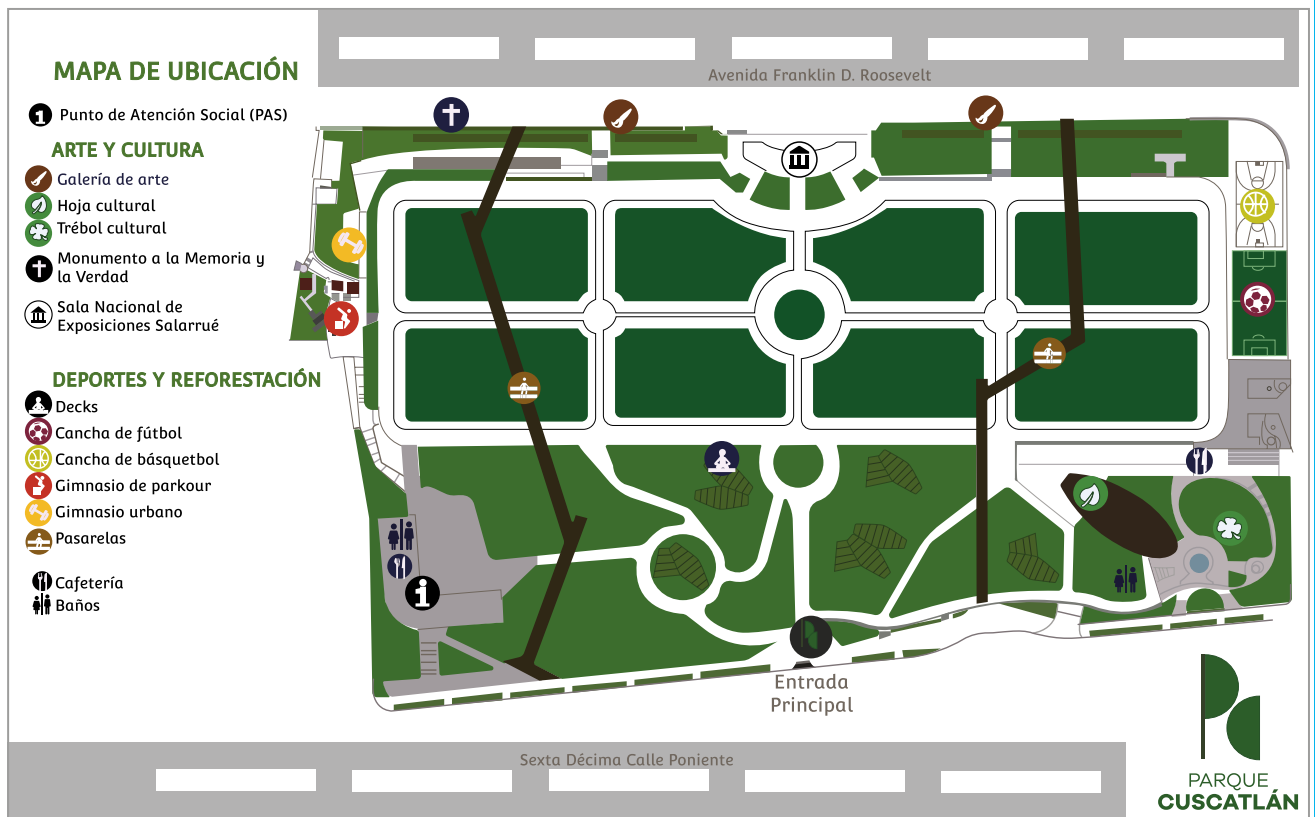 MAPA DE UBICACIÓN
Punto de Atención Social (PAS)
ARTE Y CULTURA
Galería de arte
Hoja cultural
Trébol cultural
Monumento a la Memoria y
la Verdad
Sala Nacional de
Exposiciones Salarrué
DEPORTES Y REFORESTACIÓN
Decks
Cancha de fútbol
Cancha de básquetbol
Gimnasio de parkour
Gimnasio urbano
Pasarelas
Cafetería
Baños
Avenida Franklin D. Roosevelt
Entrada
Principal
Sexta Décima Calle Poniente
PARQUE
CUSCATLÁN